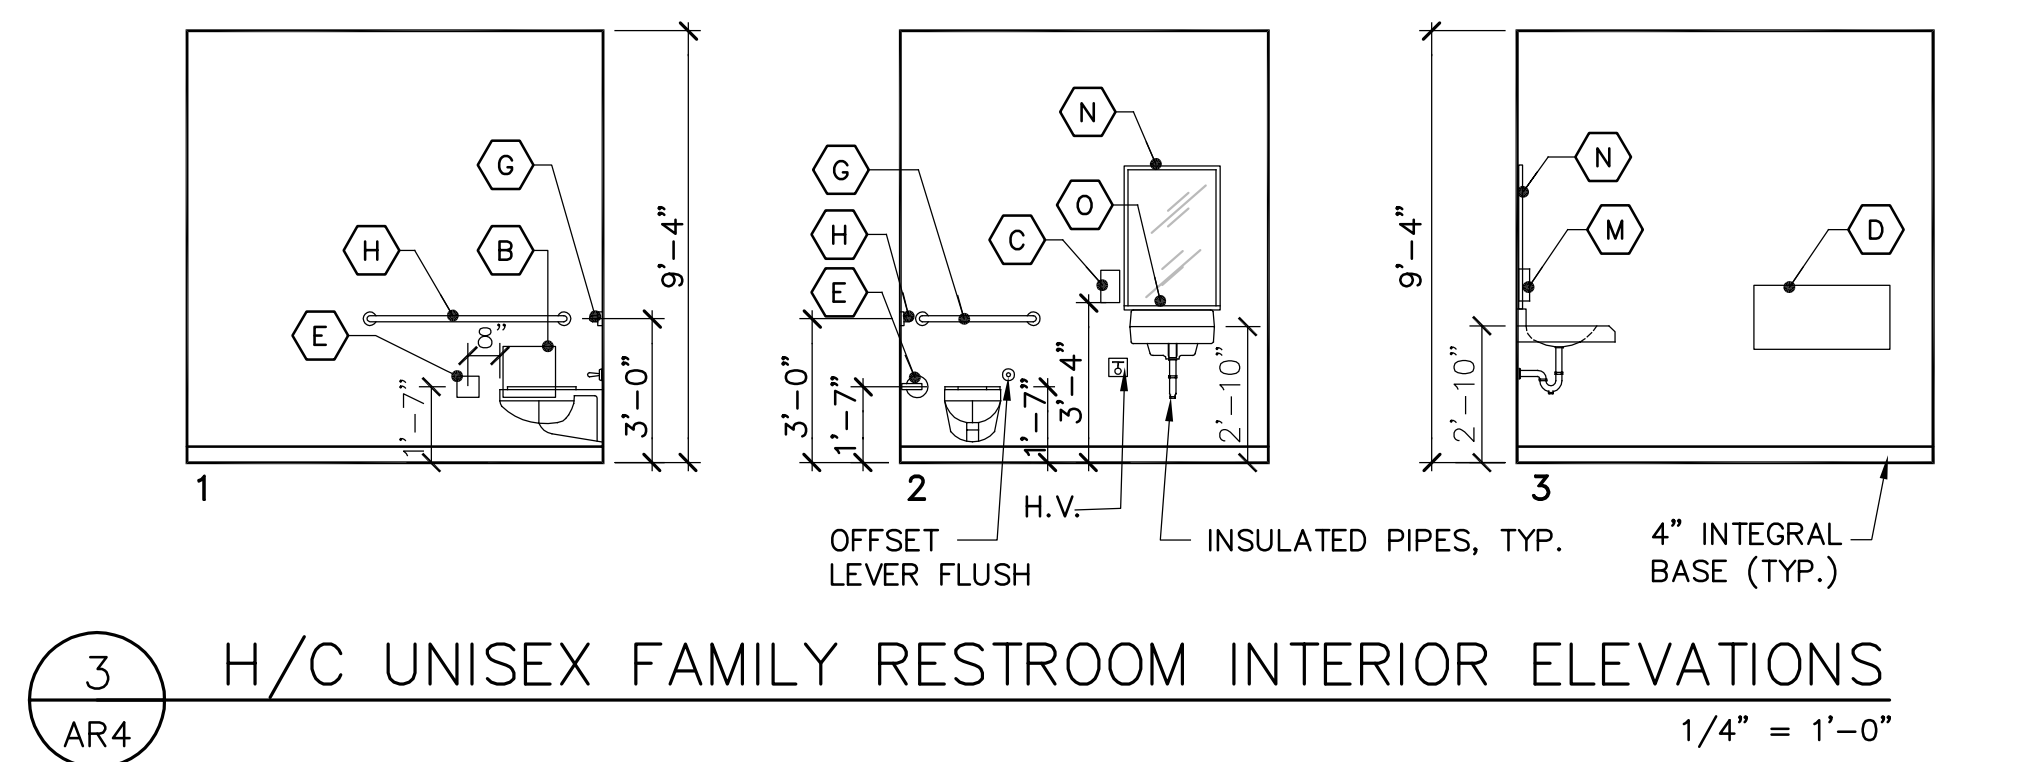 G
H
B
E
8"
1'-7"
3'-0"
9'-4"
1
N
G
O
H
C
E
3'-0"
1'-7"
1'-7"
3'-4"
2'-10"
2
H.V.
OFFSET
LEVER FLUSH
INSULATED PIPES, TYP.
9'-4"
N
M
D
2'-10"
3
4" INTEGRAL
BASE (TYP.)
3
AR4
H/C UNISEX FAMILY RESTROOM INTERIOR ELEVATIONS
1/4" = 1'-0"